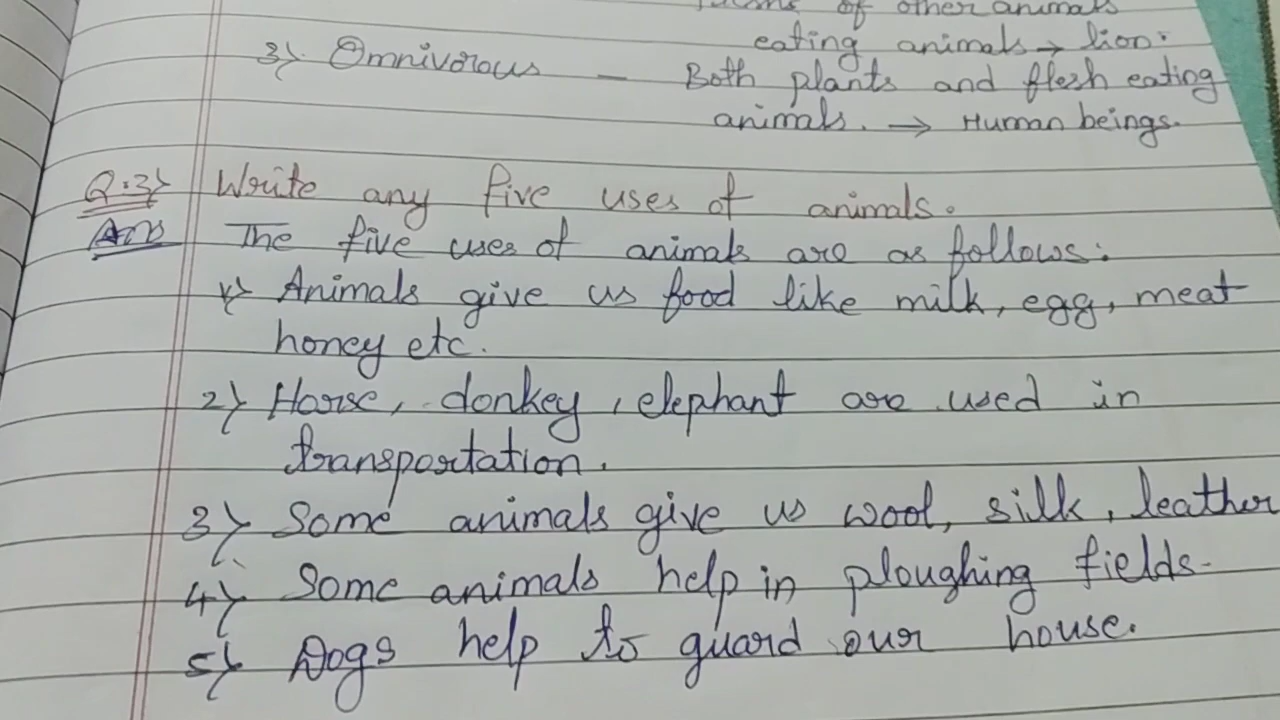 of other animals
eating animals → lion.
3) Omnivorous — Both plants and flesh eating
animals. → Human beings.
Q.3) Write any five uses of animals.
Ans The five uses of animals are as follows:
1) Animals give us food like milk, egg, meat
honey etc.
2) Horse, donkey, elephant are used in
transportation.
3) Some animals give us wool, silk, leather
4) Some animals help in ploughing fields.
5) Dogs help to guard our house.